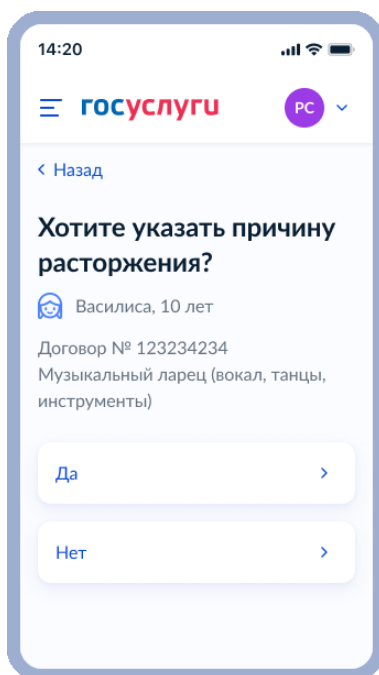 14:20
госуслуги
РС
Назад
Хотите указать причину
расторжения?
Василиса, 10 лет
Договор № 123234234
Музыкальный ларец (вокал, танцы,
инструменты)
Да
Нет